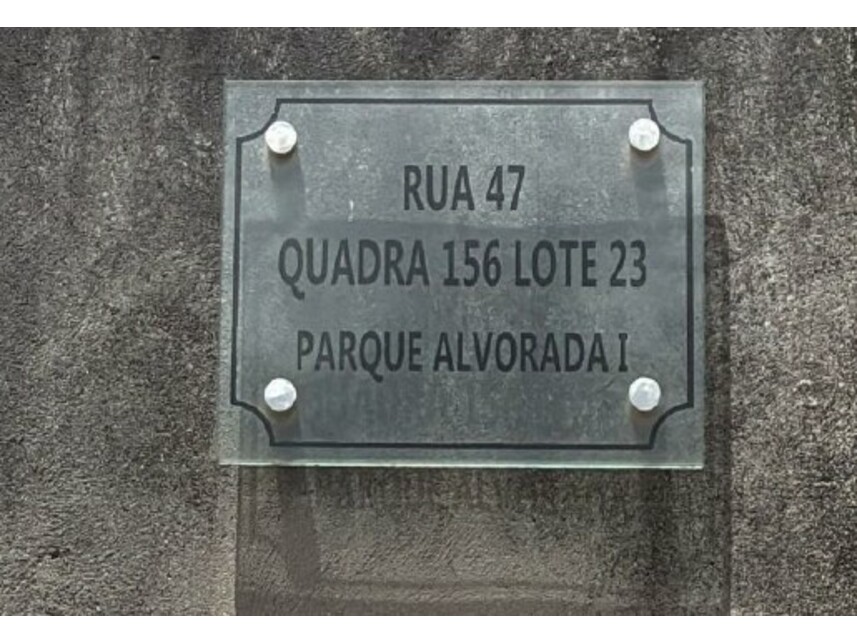 RUA 47
QUADRA 156 LOTE 23
PARQUE ALVORADA I